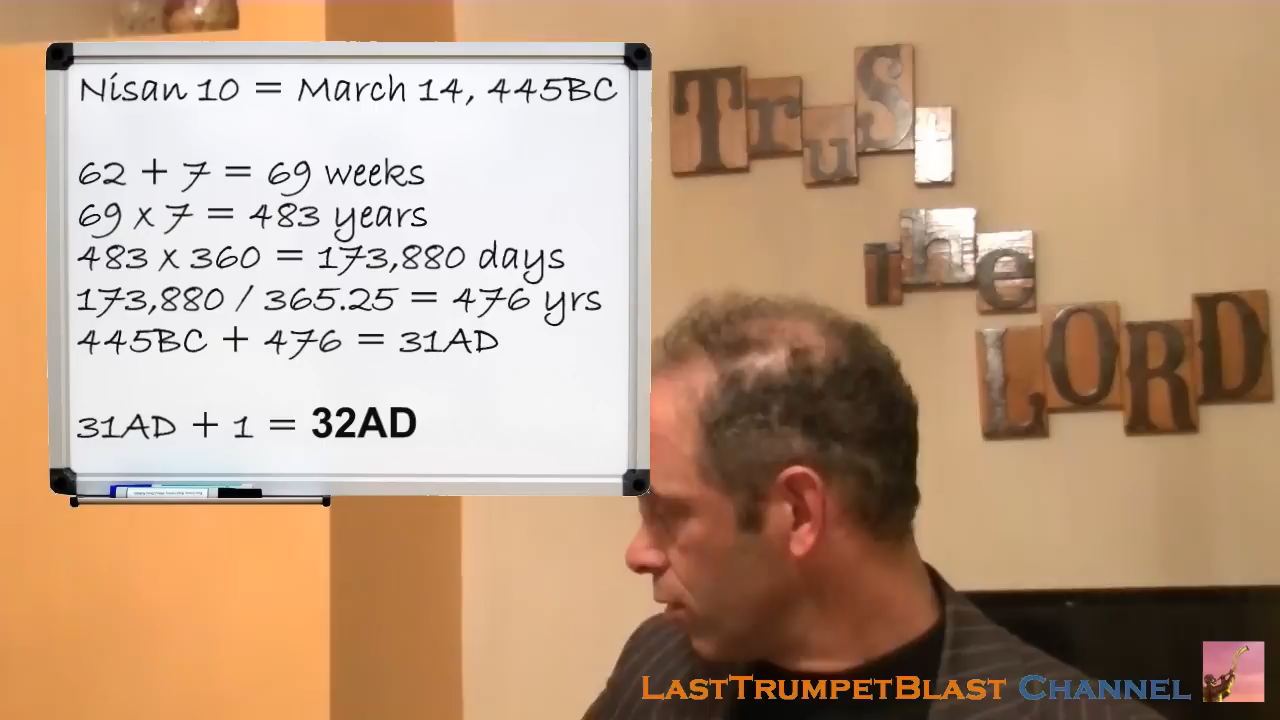 Nisan 10 = March 14, 445BC
62 + 7 = 69 weeks
69 x 7 = 483 years
483 x 360 = 173,880 days
173,880 / 365.25 = 476 yrs
445BC + 476 = 31AD
31AD + 1 = 32AD
Trust
the
LORD
LASTTRUMPETBLAST CHANNEL